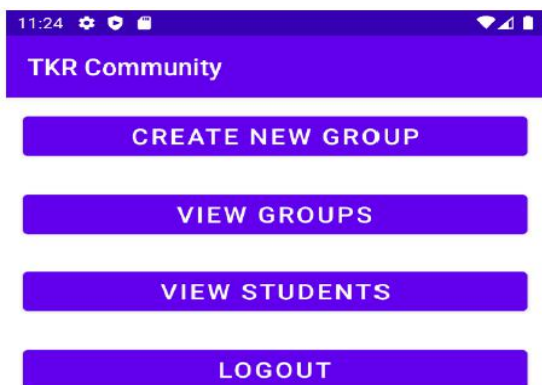 11:24
TKR Community
CREATE NEW GROUP
VIEW GROUPS
VIEW STUDENTS
LOGOUT